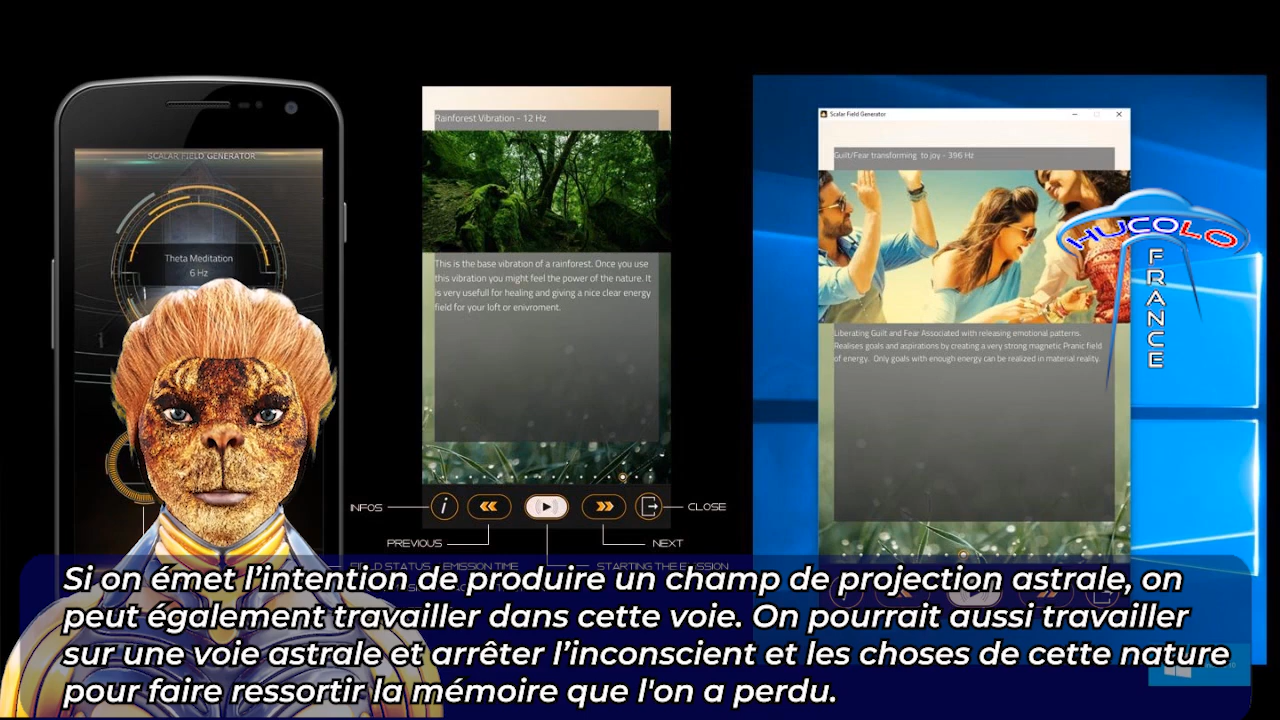 SCALAR FIELD GENERATOR
Theta Meditation
6 Hz
Rainforest Vibration - 12 Hz
This is the base vibration of a rainforest. Once you use
this vibration you might feel the power of the nature. It
is very usefull for healing and giving a nice clear energy
field for your loft or enivroment.
INFOS
CLOSE
PREVIOUS
NEXT
FIELD STATUS - EMISSION TIME
STARTING THE EMISSION
Scalar Field Generator
Guilt/Fear transforming to joy - 396 Hz
Liberating Guilt and Fear Associated with releasing emotional patterns.
Realises goals and aspirations by creating a very strong magnetic Pranic field
of energy. Only goals with enough energy can be realized in material reality.
HUCOLO
FRANCE
Si on émet l’intention de produire un champ de projection astrale, on
peut également travailler dans cette voie. On pourrait aussi travailler
sur une voie astrale et arrêter l’inconscient et les choses de cette nature
pour faire ressortir la mémoire que l'on a perdu.